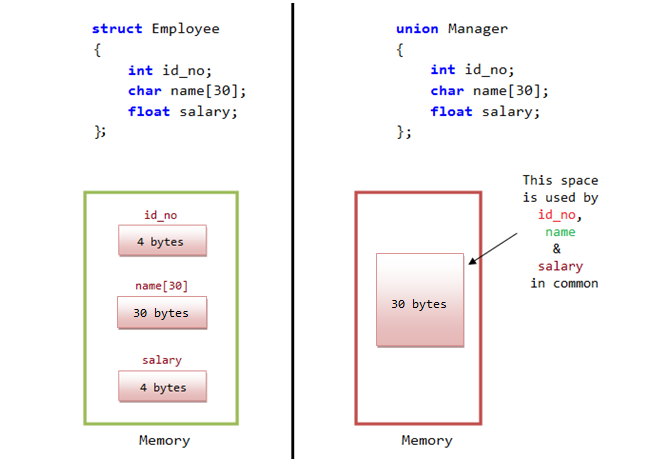 struct Employee
{
int id_no;
char name[30];
float salary;
};
id_no
4 bytes
name[30]
30 bytes
salary
4 bytes
Memory
union Manager
{
int id_no;
char name[30];
float salary;
};
This space
is used by
id_no,
name
&
salary
in common
30 bytes
Memory